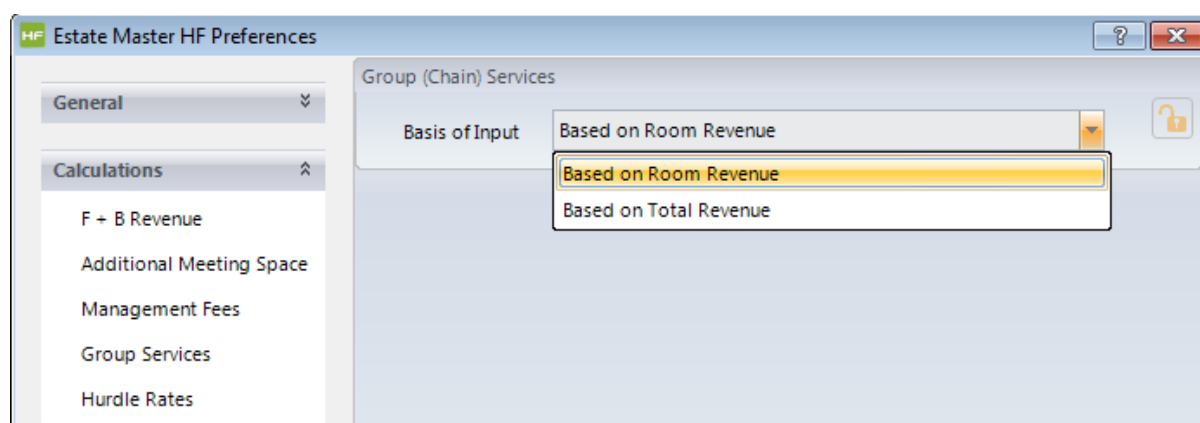 HF Estate Master HF Preferences
?
Group (Chain) Services
General
Basis of Input Based on Room Revenue
Based on Room Revenue
Based on Total Revenue
Calculations
F + B Revenue
Additional Meeting Space
Management Fees
Group Services
Hurdle Rates